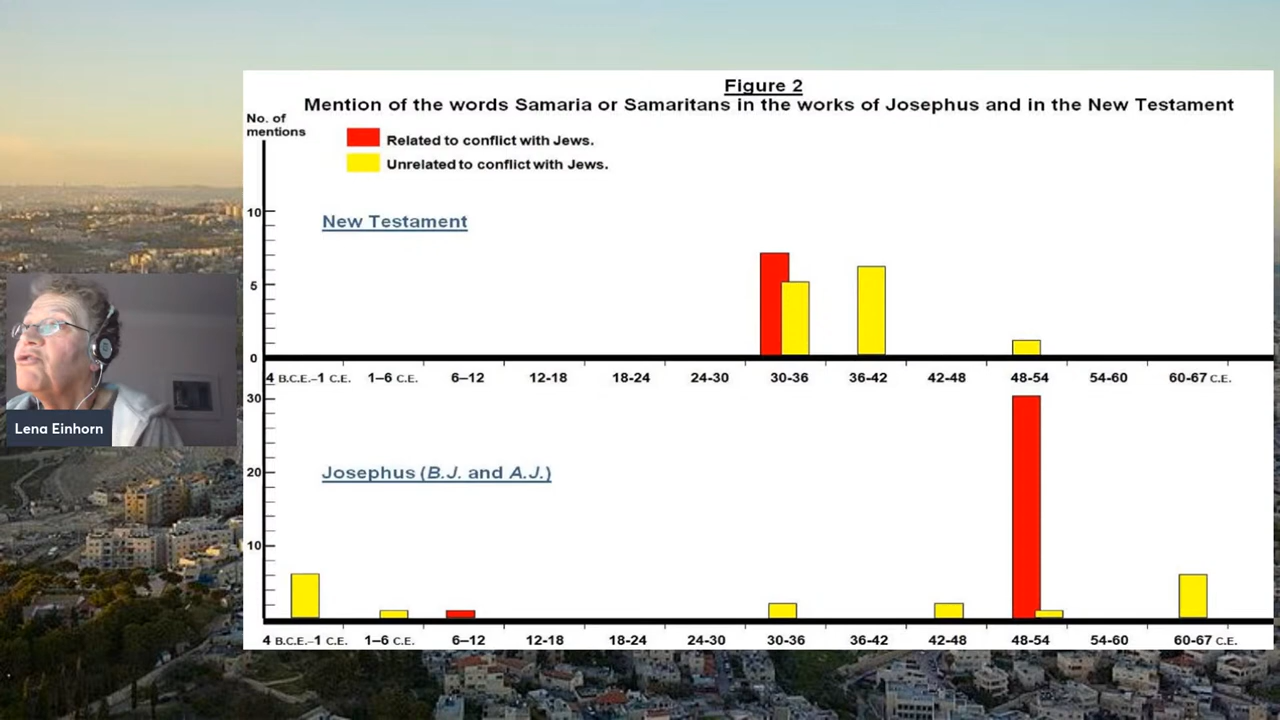 Figure 2
Mention of the words Samaria or Samaritans in the works of Josephus and in the New Testament
No. of
mentions
Related to conflict with Jews.
Unrelated to conflict with Jews.
10
New Testament
5
0
4 B.C.E.–1 C.E. 1–6 C.E. 6–12 12-18 18-24 24-30 30-36 36-42 42-48 48-54 54-60 60-67 C.E.
30
Lena Einhorn
20
Josephus (B.J. and A.J.)
10
4 B.C.E.–1 C.E. 1–6 C.E. 6–12 12-18 18-24 24-30 30-36 36-42 42-48 48-54 54-60 60-67 C.E.